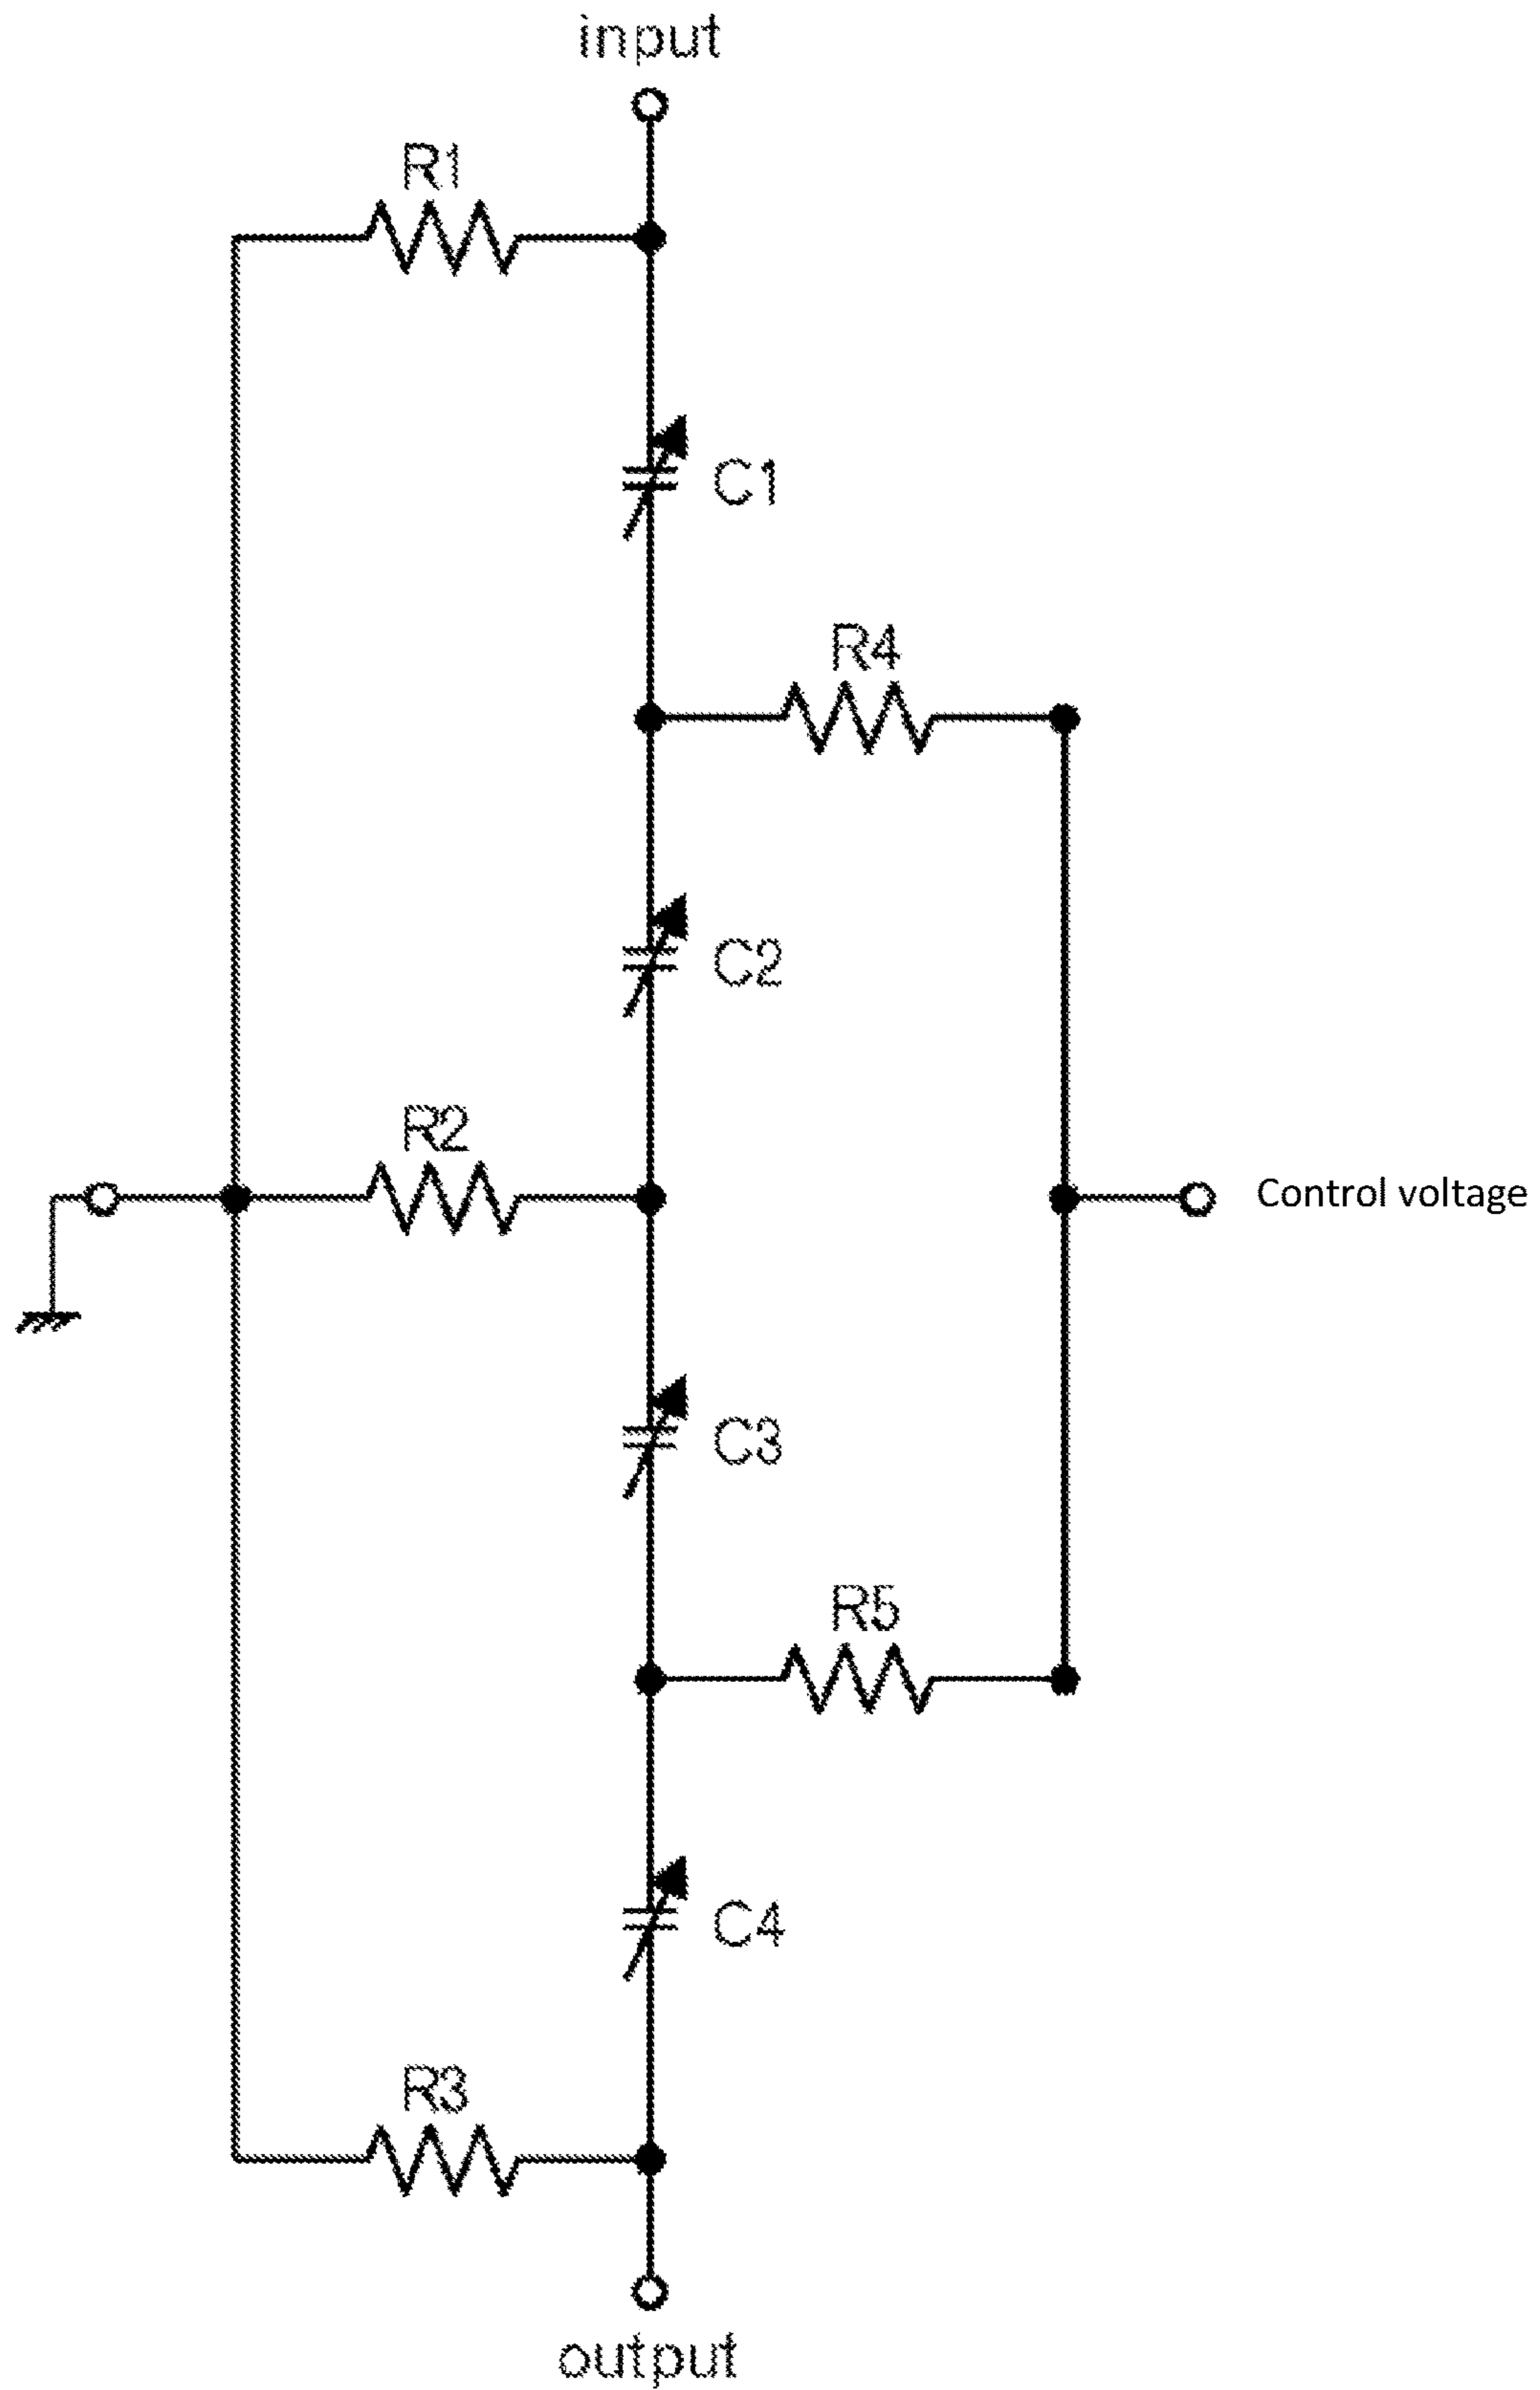 input
R1
C1
R4
C2
R2
Control voltage
C3
R5
C4
R3
output